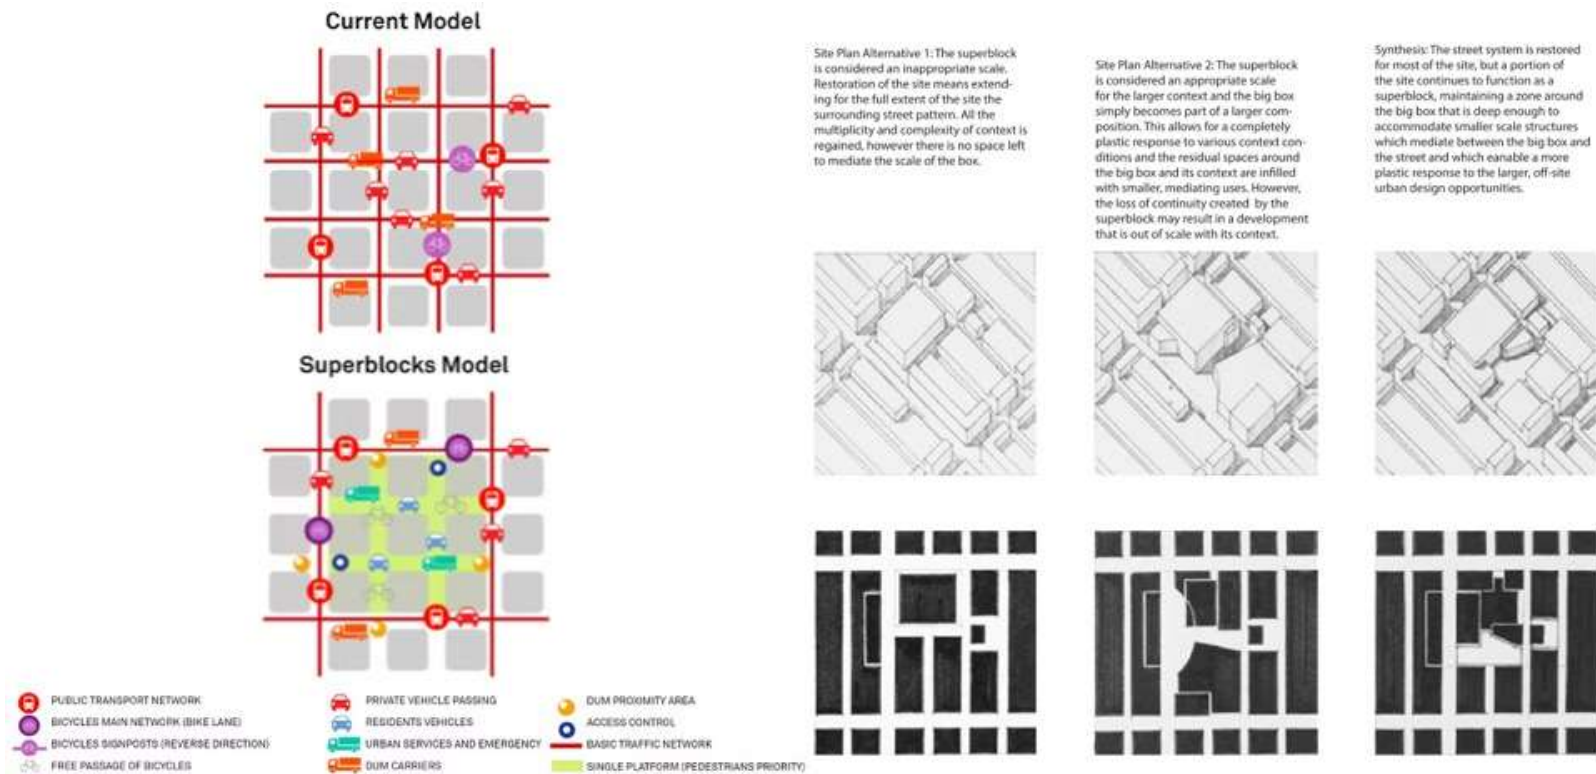 Current Model
Superblocks Model
PUBLIC TRANSPORT NETWORK
BICYCLES MAIN NETWORK (BIKE LANE)
BICYCLES SIGNPOSTS (REVERSE DIRECTION)
FREE PASSAGE OF BICYCLES
PRIVATE VEHICLE PASSING
RESIDENTS VEHICLES
URBAN SERVICES AND EMERGENCY
DUM CARRIERS
DUM PROXIMITY AREA
ACCESS CONTROL
BASIC TRAFFIC NETWORK
SINGLE PLATFORM (PEDESTRIANS PRIORITY)
Site Plan Alternative 1: The superblock
is considered an inappropriate scale.
Restoration of the site means extend-
ing for the full extent of the site the
surrounding street pattern. All the
multiplicity and complexity of context is
regained, however there is no space left
to mediate the scale of the box.
Site Plan Alternative 2: The superblock
is considered an appropriate scale
for the larger context and the big box
simply becomes part of a larger com-
position. This allows for a completely
plastic response to various context con-
ditions and the residual spaces around
the big box and its context are infilled
with smaller, mediating uses. However,
the loss of continuity created by the
superblock may result in a development
that is out of scale with its context.
Synthesis: The street system is restored
for most of the site, but a portion of
the site continues to function as a
superblock, maintaining a zone around
the big box that is deep enough to
accommodate smaller scale structures
which mediate between the big box and
the street and which eanable a more
plastic response to the larger, off-site
urban design opportunities.